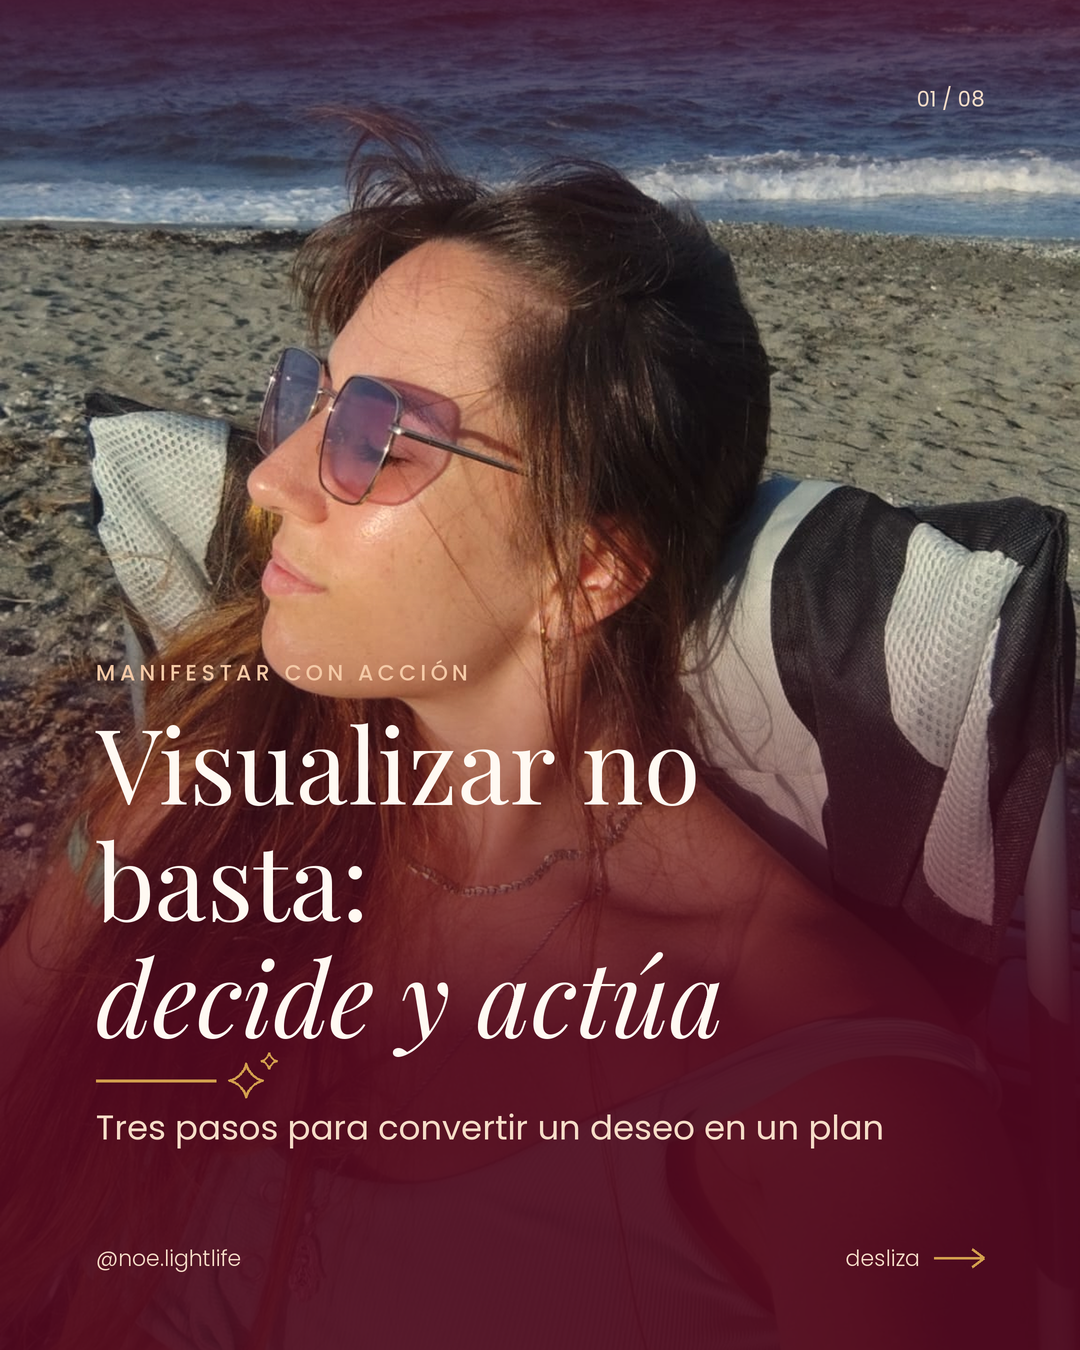 01 / 08
MANIFESTAR CON ACCIÓN
Visualizar no
basta:
decide y actúa
Tres pasos para convertir un deseo en un plan
@noe.lightlife
desliza